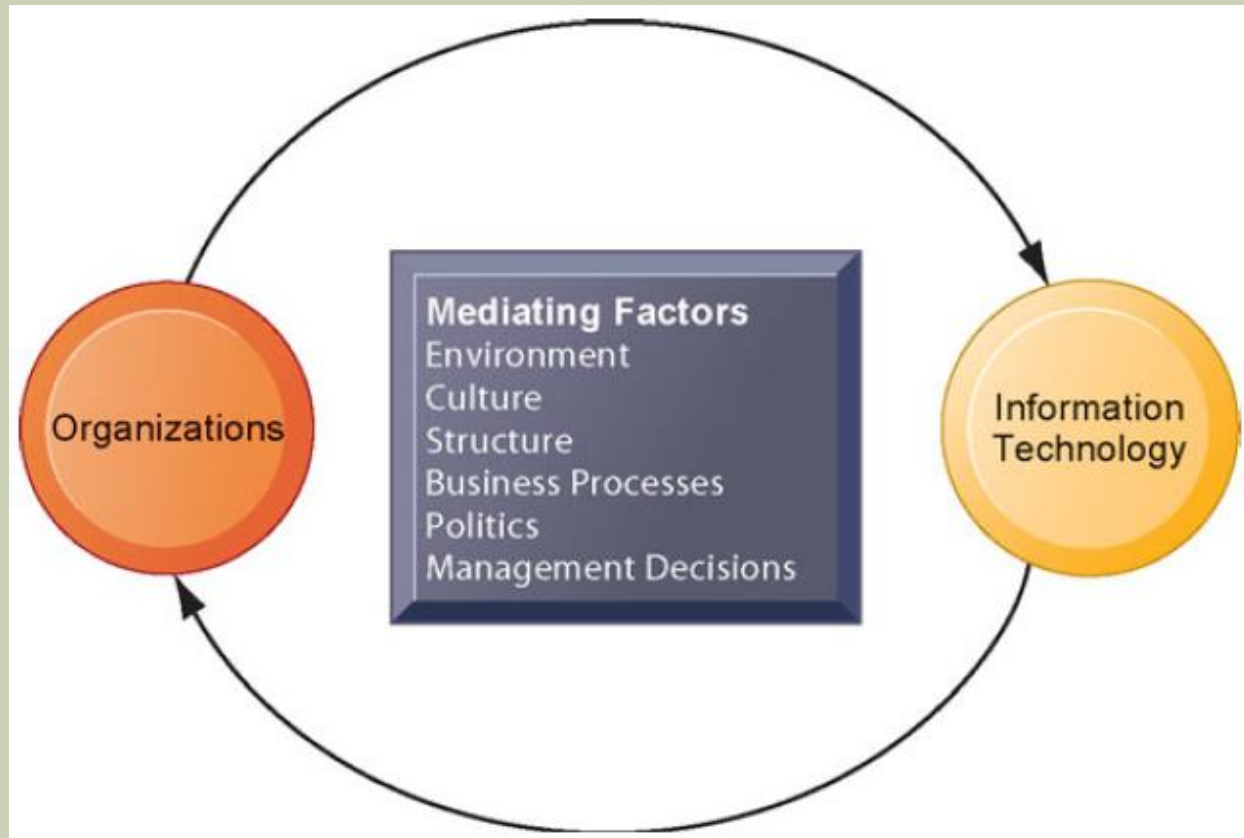 Organizations
Mediating Factors
Environment
Culture
Structure
Business Processes
Politics
Management Decisions
Information
Technology